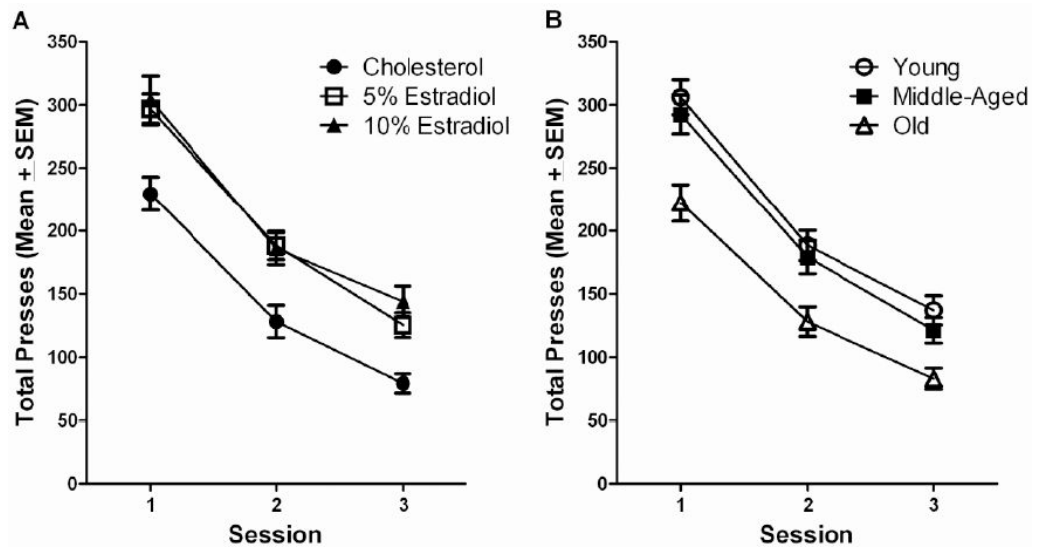 A
Total Presses (Mean + SEM)
350
300
250
200
150
100
50
0
Cholesterol
5% Estradiol
10% Estradiol
1 2 3
Session
B
Total Presses (Mean + SEM)
350
300
250
200
150
100
50
0
Young
Middle-Aged
Old
1 2 3
Session